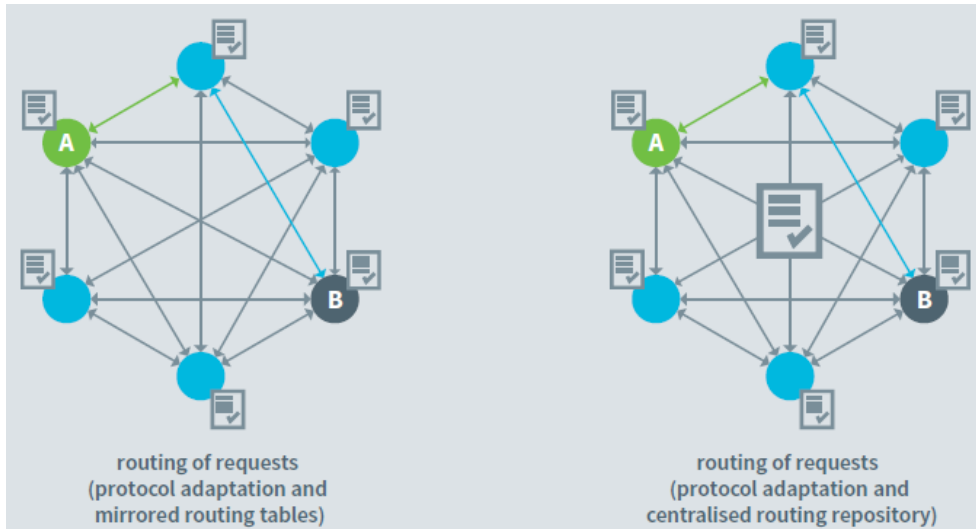 A
B
routing of requests
(protocol adaptation and
mirrored routing tables)
A
B
routing of requests
(protocol adaptation and
centralised routing repository)